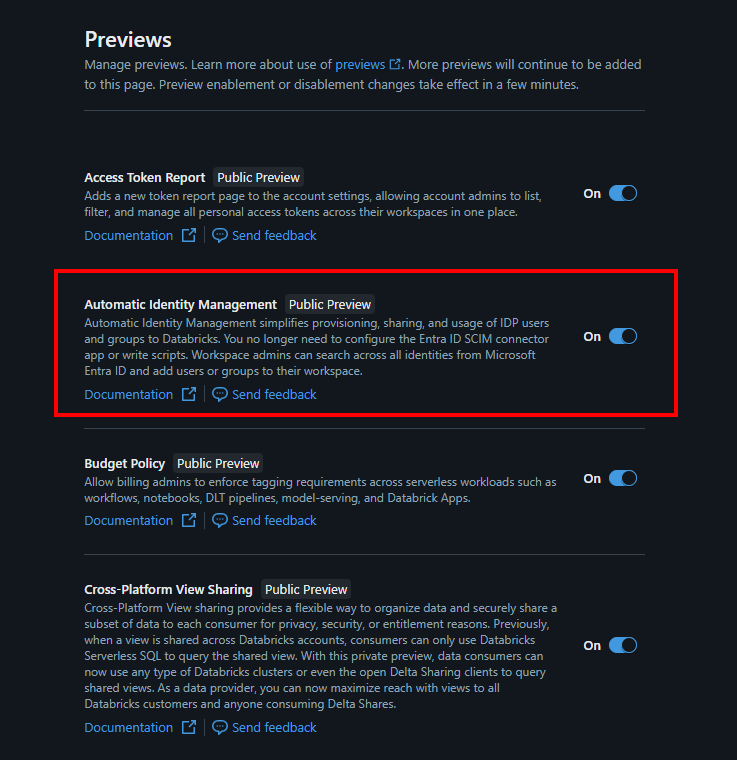 Previews
Manage previews. Learn more about use of previews. More previews will continue to be added
to this page. Preview enablement or disablement changes take effect in a few minutes.
Access Token Report Public Preview
Adds a new token report page to the account settings, allowing account admins to list,
filter, and manage all personal access tokens across their workspaces in one place.
On
Documentation Send feedback
Automatic Identity Management Public Preview
Automatic Identity Management simplifies provisioning, sharing, and usage of IDP users
and groups to Databricks. You no longer need to configure the Entra ID SCIM connector
app or write scripts. Workspace admins can search across all identities from Microsoft
Entra ID and add users or groups to their workspace.
On
Documentation Send feedback
Budget Policy Public Preview
Allow billing admins to enforce tagging requirements across serverless workloads such as
workflows, notebooks, DLT pipelines, model-serving, and Databrick Apps.
On
Documentation Send feedback
Cross-Platform View Sharing Public Preview
Cross-Platform View sharing provides a flexible way to organize data and securely share a
subset of data to each consumer for privacy, security, or entitlement reasons. Previously,
when a view is shared across Databricks accounts, consumers can only use Databricks
Serverless SQL to query the shared view. With this private preview, data consumers can
now use any type of Databricks clusters or even the open Delta Sharing clients to query
shared views. As a data provider, you can now maximize reach with views to all
Databricks customers and anyone consuming Delta Shares.
On
Documentation Send feedback